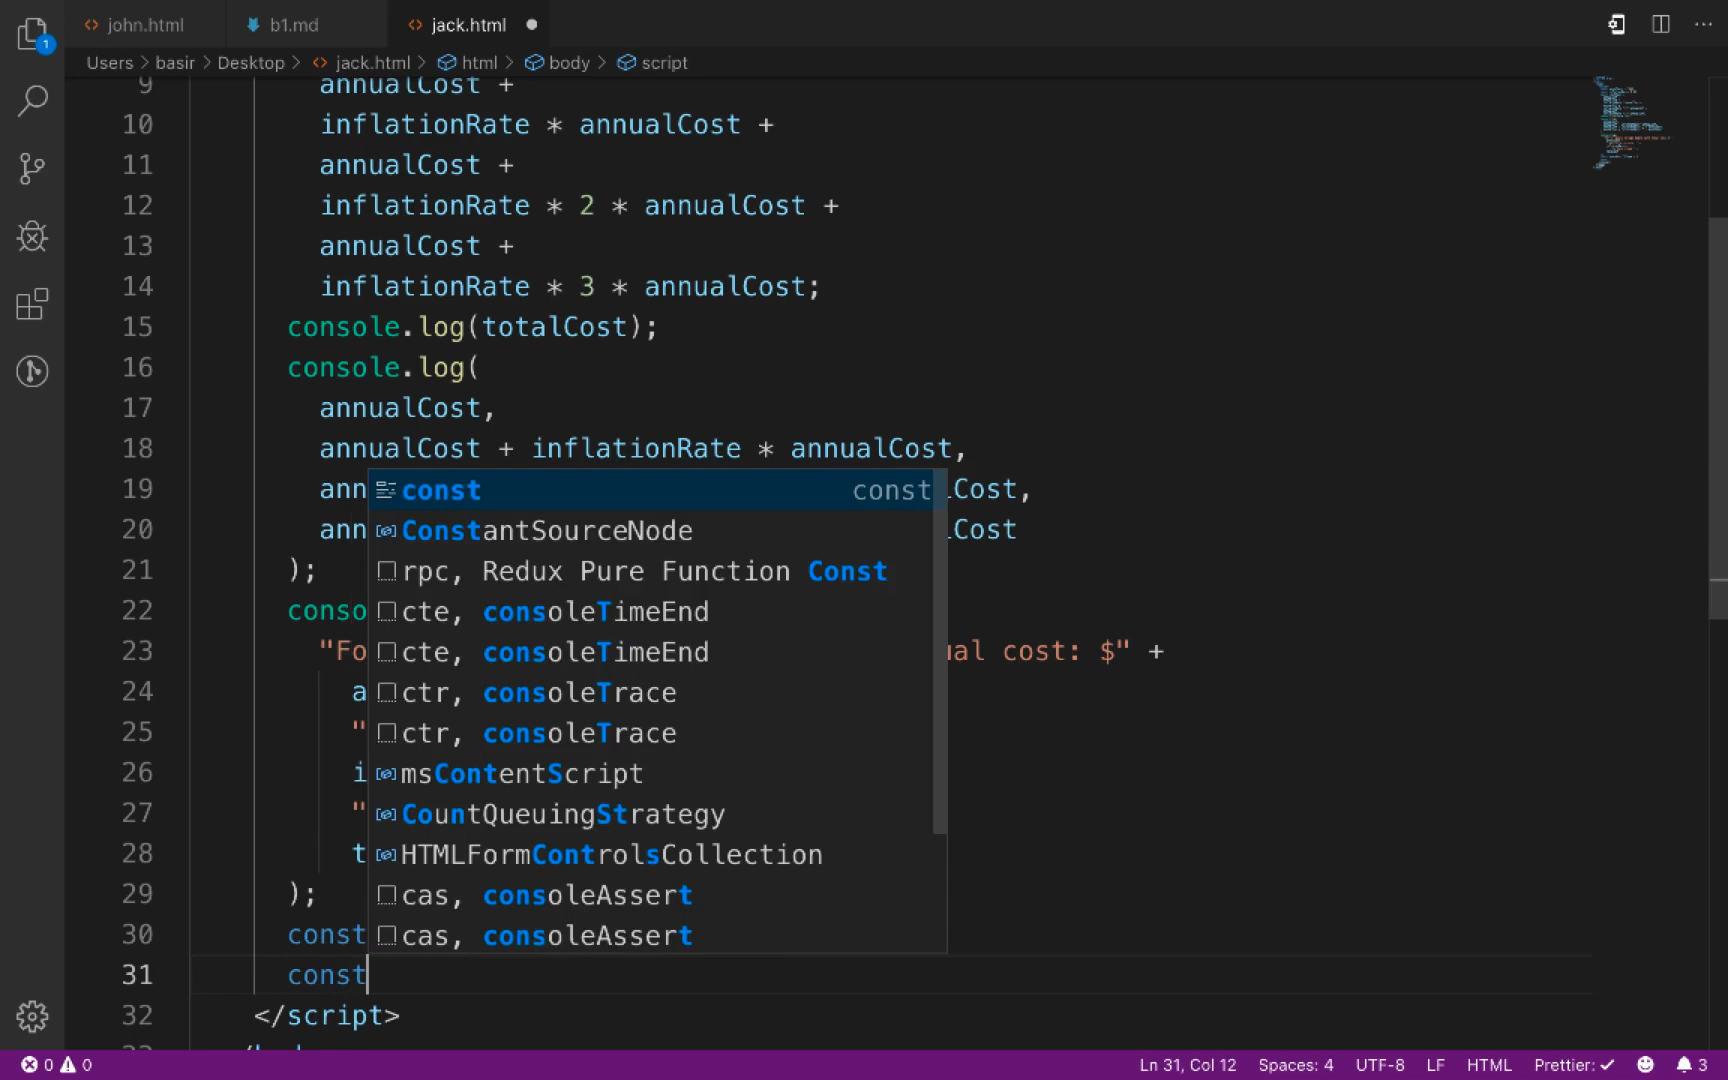 john.html
b1.md
jack.html
1
Users > basir > Desktop > jack.html > html > body > script
9 annualCost +
10 inflationRate * annualCost +
11 annualCost +
12 inflationRate * 2 * annualCost +
13 annualCost +
14 inflationRate * 3 * annualCost;
15 console.log(totalCost);
16 console.log(
17 annualCost,
18 annualCost + inflationRate * annualCost,
19 ann lCost,
20 ann lCost
21 );
22 conso
23 "Fo al cost: $" +
24 a
25 "
26 i
27 "
28 t
29 );
30 const
31 const
32 </script>
const const
ConstantSourceNode
rpc, Redux Pure Function Const
cte, consoleTimeEnd
cte, consoleTimeEnd
ctr, consoleTrace
ctr, consoleTrace
msContentScript
CountQueuingStrategy
HTMLFormControlsCollection
cas, consoleAssert
cas, consoleAssert
0 0
Ln 31, Col 12 Spaces: 4 UTF-8 LF HTML Prettier: ✓ 3